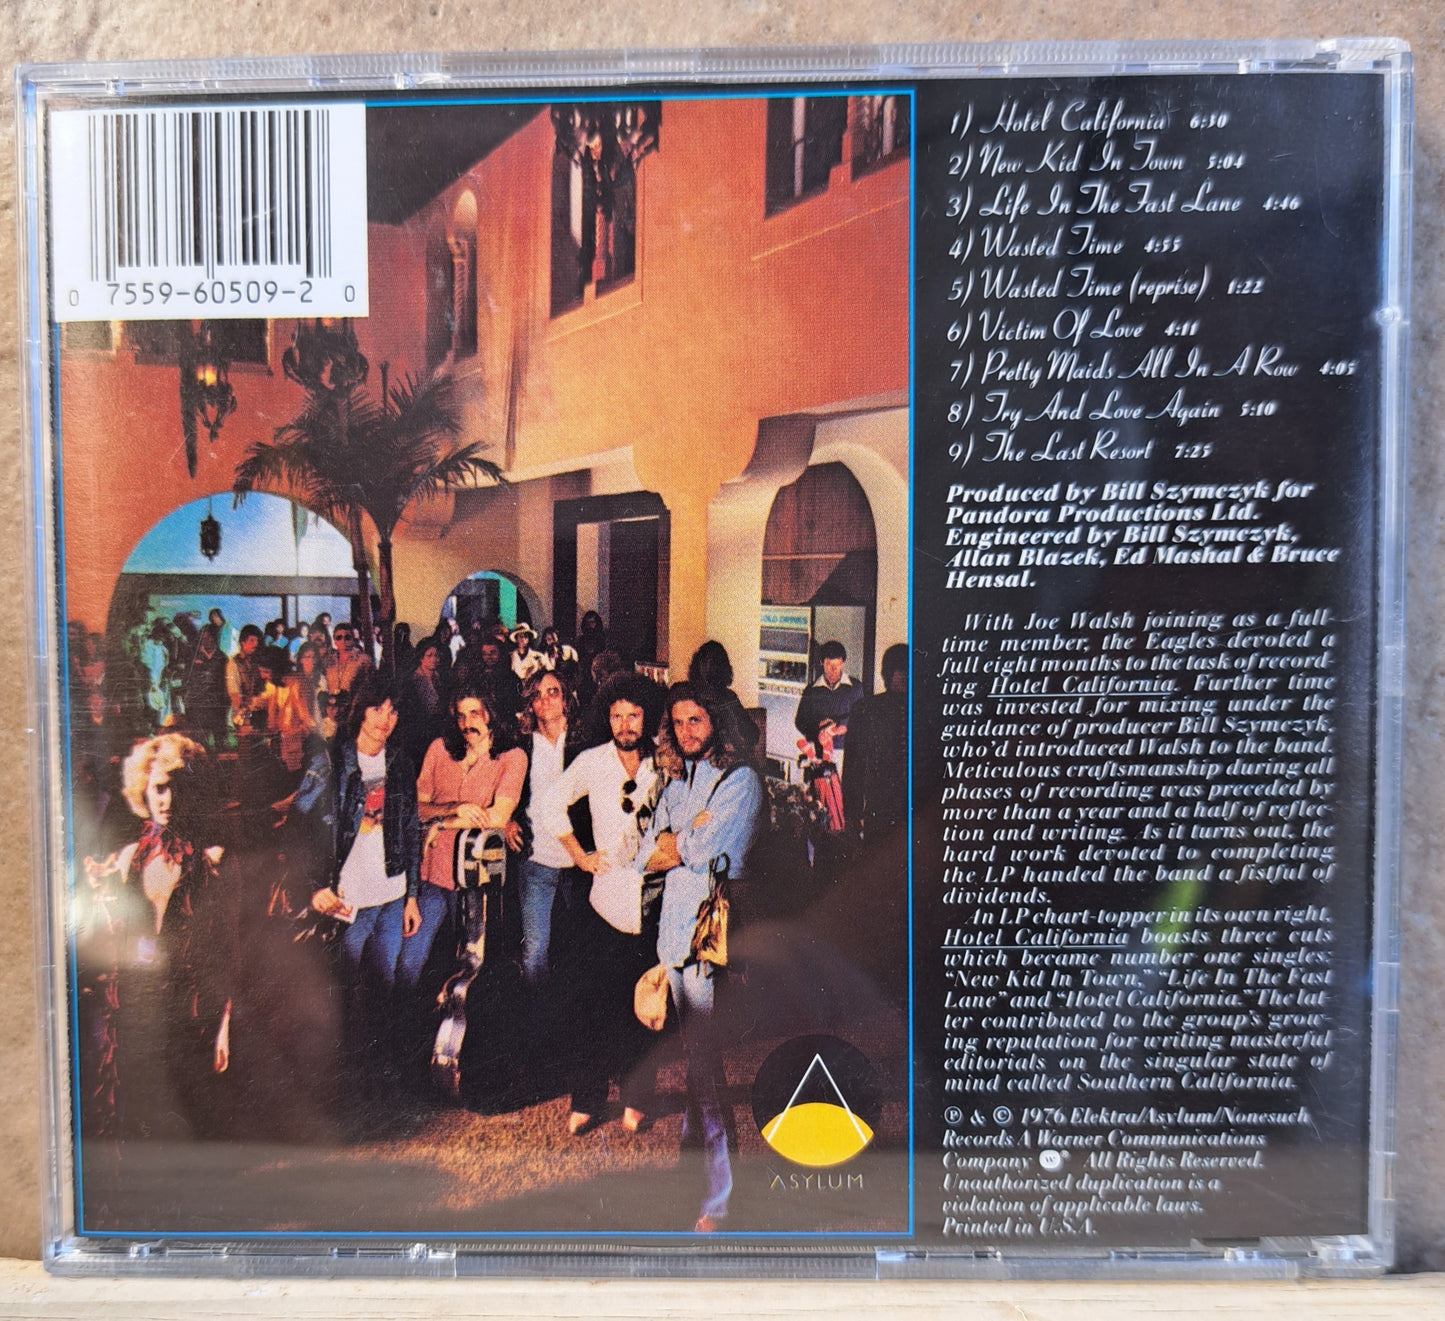 0 7559-60509-2 0
1) Hotel California 6:30
2) New Kid In Town 5:04
3) Life In The Fast Lane 4:46
4) Wasted Time 4:55
5) Wasted Time (reprise) 1:22
6) Victim Of Love 4:11
7) Pretty Maids All In A Row 4:05
8) Try And Love Again 5:10
9) The Last Resort 7:25
Produced by Bill Szymczyk for
Pandora Productions Ltd.
Engineered by Bill Szymczyk,
Allan Blazek, Ed Mashal & Bruce
Hensal.
With Joe Walsh joining as a full-
time member, the Eagles devoted a
full eight months to the task of record-
ing Hotel California. Further time
was invested for mixing under the
guidance of producer Bill Szymczyk,
who'd introduced Walsh to the band.
Meticulous craftsmanship during all
phases of recording was preceded by
more than a year and a half of reflec-
tion and writing. As it turns out, the
hard work devoted to completing
the LP handed the band a fistful of
dividends.
An LP chart-topper in its own right,
Hotel California boasts three cuts
which became number one singles:
"New Kid In Town," "Life In The Fast
Lane" and "Hotel California." The lat-
ter contributed to the group's grow-
ing reputation for writing masterful
editorials on the singular state of
mind called Southern California.
℗ & © 1976 Elektra/Asylum/Nonesuch
Records A Warner Communications
Company ® All Rights Reserved.
Unauthorized duplication is a
violation of applicable laws.
Printed in U.S.A.
COLD DRINKS
ASYLUM